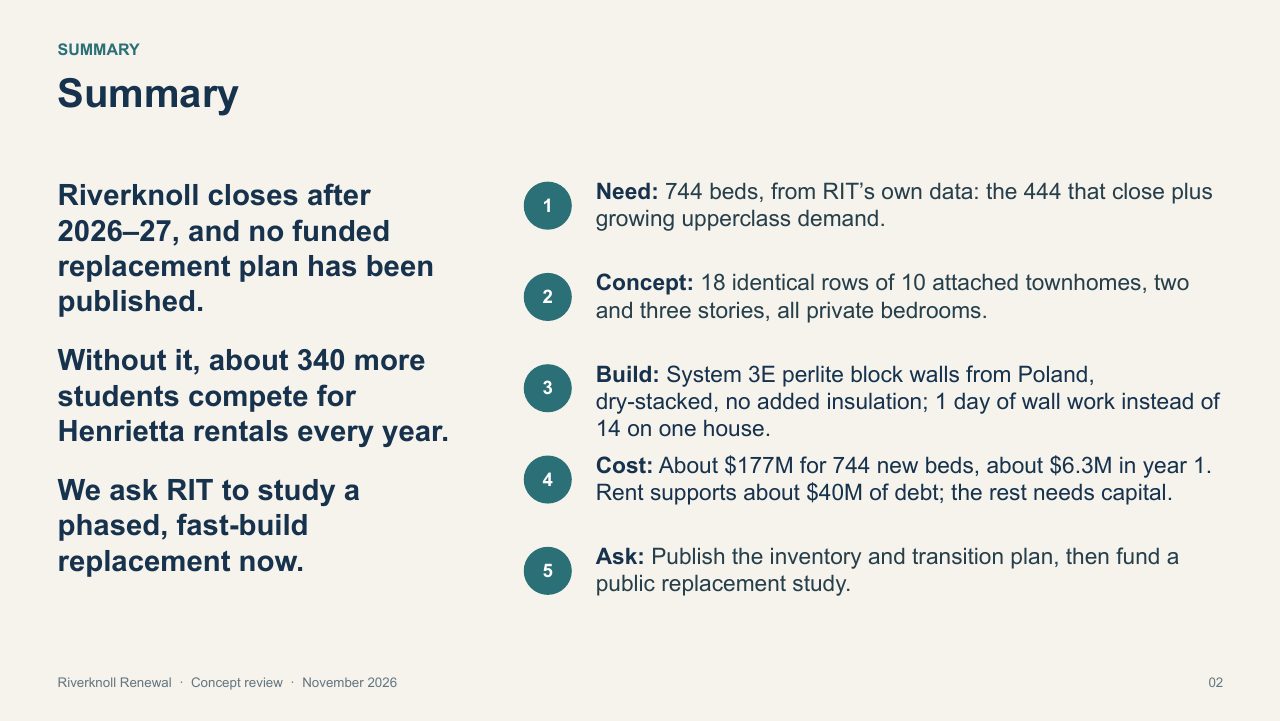 SUMMARY
Summary
Riverknoll closes after
2026–27, and no funded
replacement plan has been
published.
Without it, about 340 more
students compete for
Henrietta rentals every year.
We ask RIT to study a
phased, fast-build
replacement now.
1
Need: 744 beds, from RIT’s own data: the 444 that close plus
growing upperclass demand.
2
Concept: 18 identical rows of 10 attached townhomes, two
and three stories, all private bedrooms.
3
Build: System 3E perlite block walls from Poland,
dry-stacked, no added insulation; 1 day of wall work instead of
14 on one house.
4
Cost: About $177M for 744 new beds, about $6.3M in year 1.
Rent supports about $40M of debt; the rest needs capital.
5
Ask: Publish the inventory and transition plan, then fund a
public replacement study.
Riverknoll Renewal · Concept review · November 2026
02